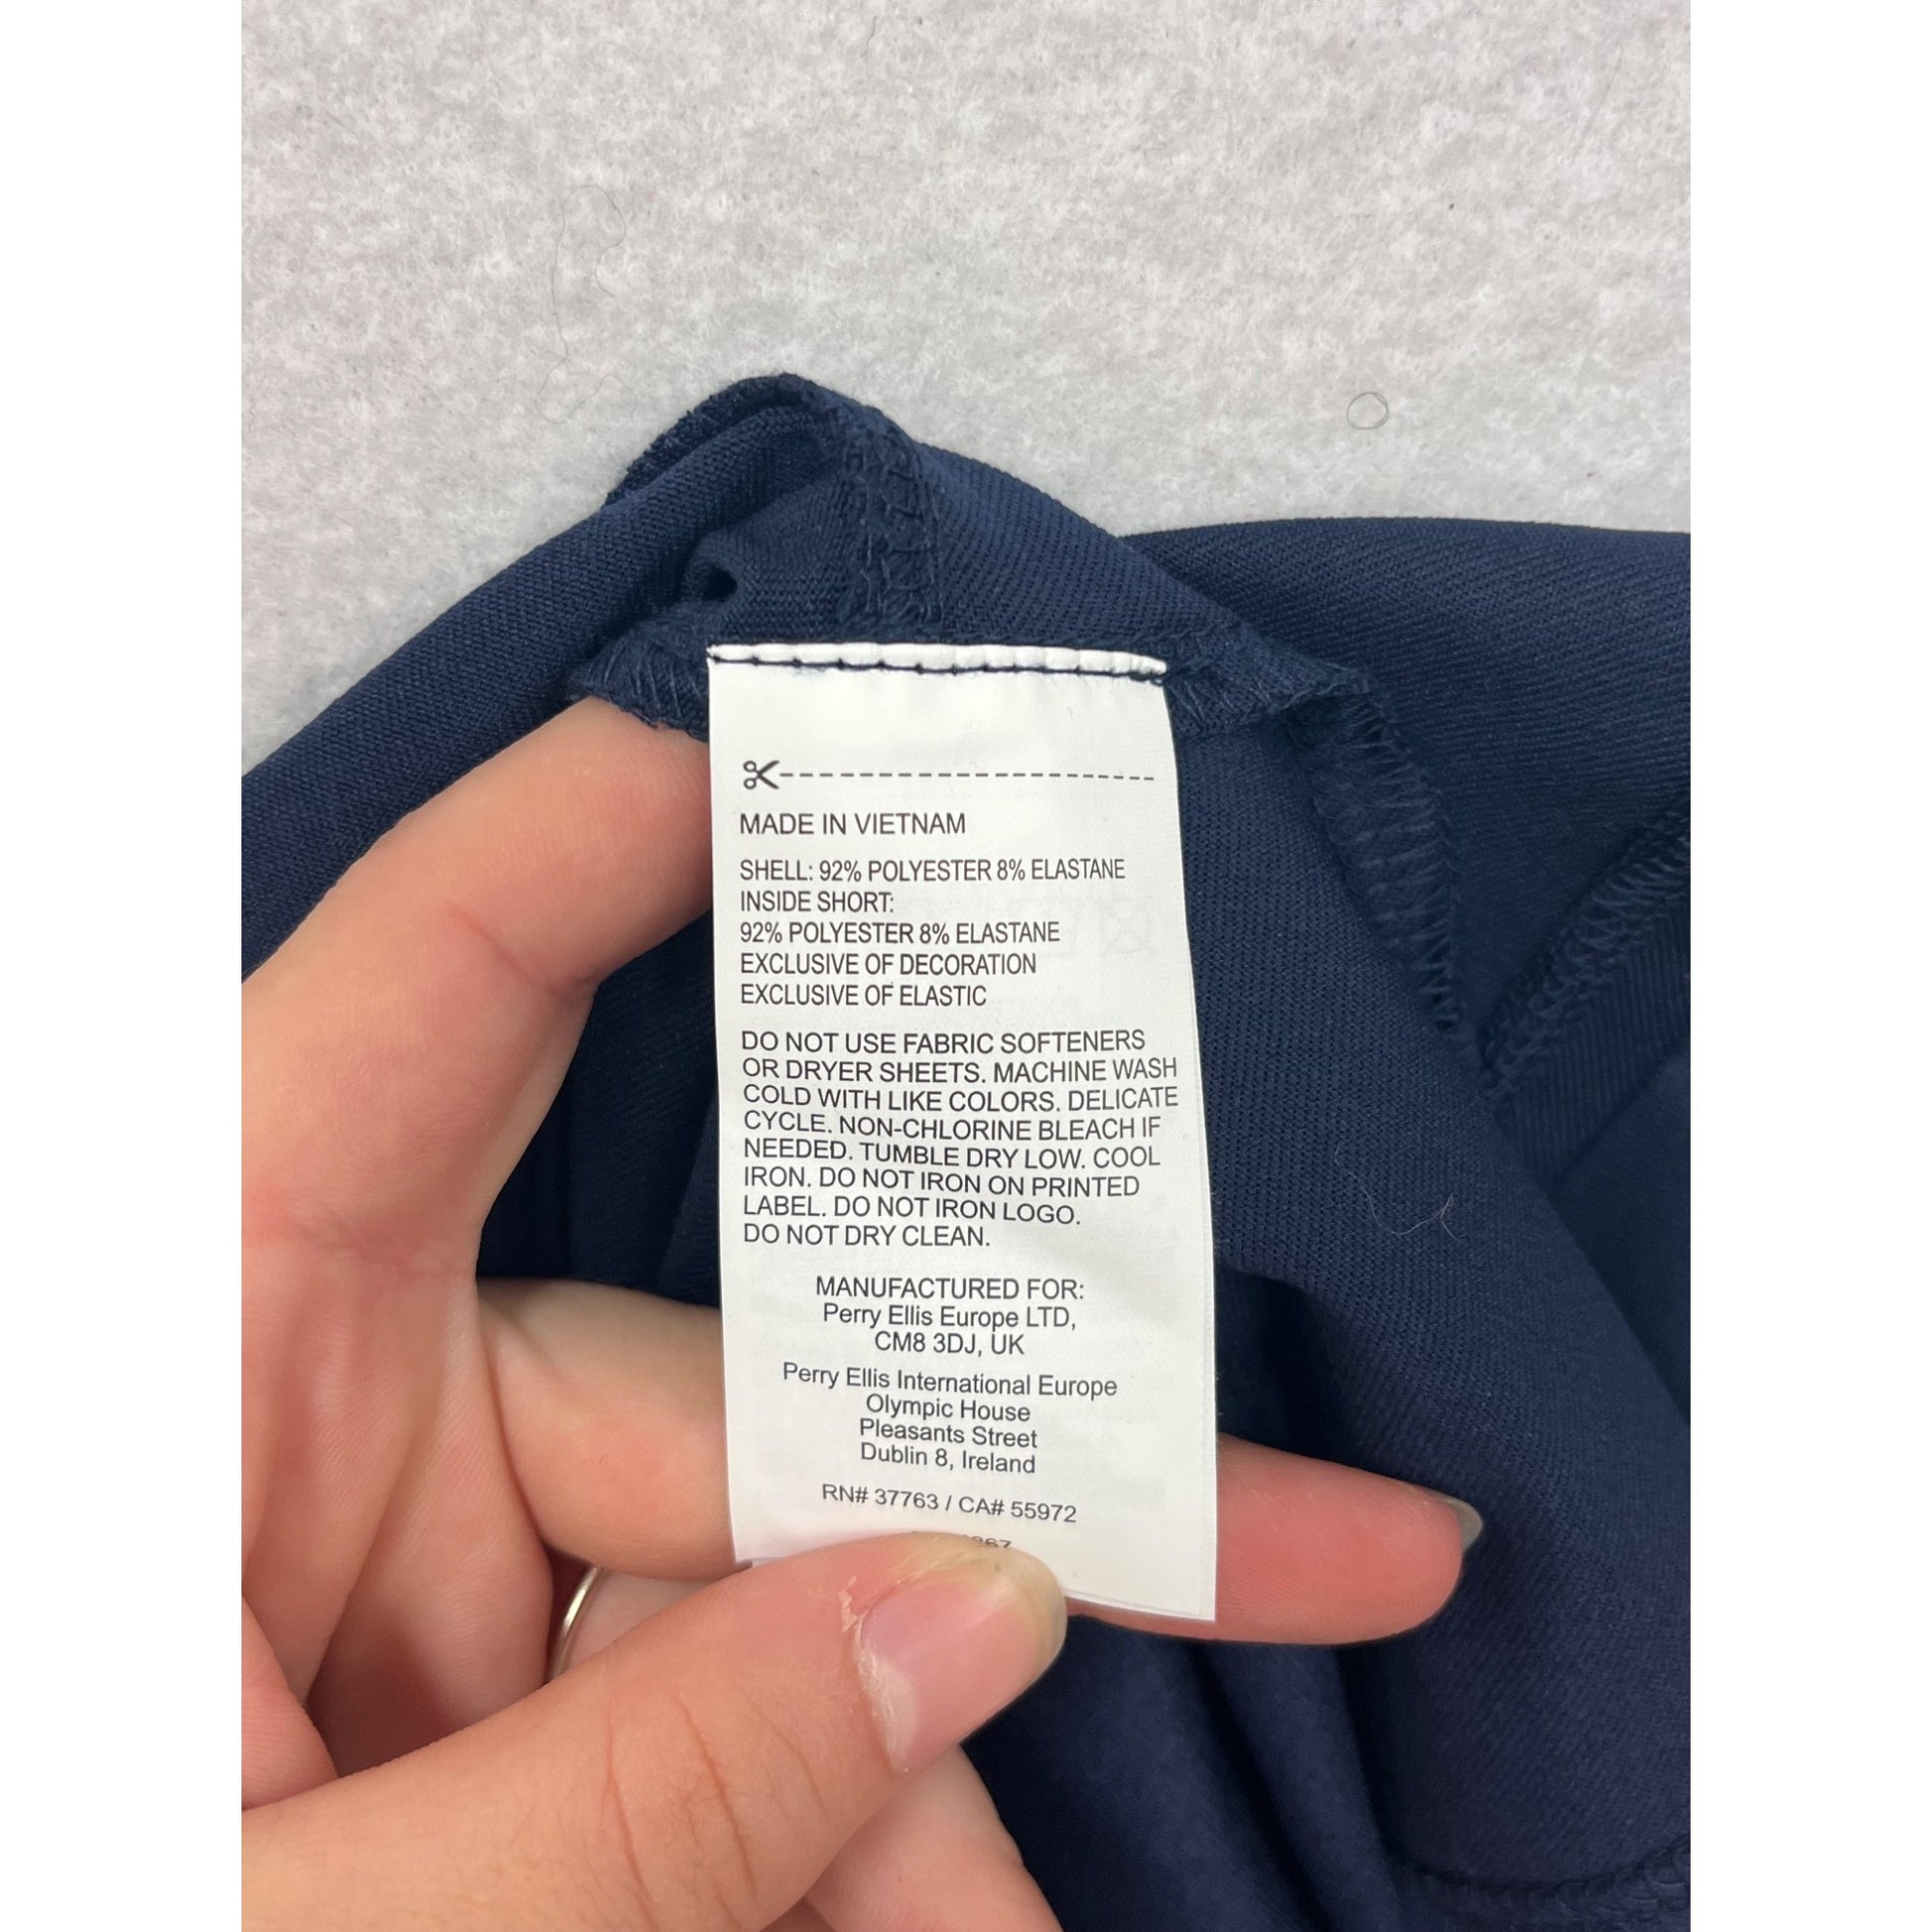 MADE IN VIETNAM
SHELL: 92% POLYESTER 8% ELASTANE
INSIDE SHORT:
92% POLYESTER 8% ELASTANE
EXCLUSIVE OF DECORATION
EXCLUSIVE OF ELASTIC
DO NOT USE FABRIC SOFTENERS
OR DRYER SHEETS. MACHINE WASH
COLD WITH LIKE COLORS. DELICATE
CYCLE. NON-CHLORINE BLEACH IF
NEEDED. TUMBLE DRY LOW. COOL
IRON. DO NOT IRON ON PRINTED
LABEL. DO NOT IRON LOGO.
DO NOT DRY CLEAN.
MANUFACTURED FOR:
Perry Ellis Europe LTD,
CM8 3DJ, UK
Perry Ellis International Europe
Olympic House
Pleasants Street
Dublin 8, Ireland
RN# 37763 / CA# 55972